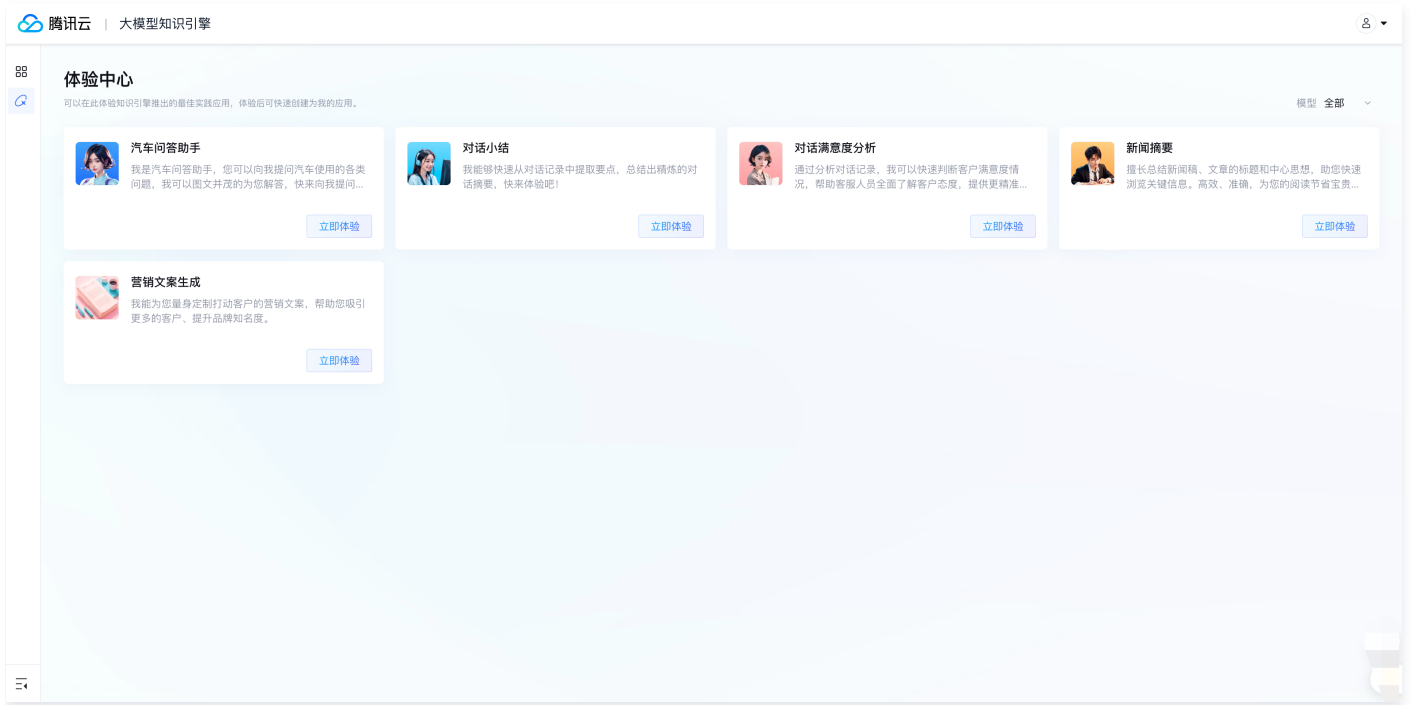 腾讯云 | 大模型知识引擎
体验中心
可以在此体验知识引擎推出的最佳实践应用，体验后可快速创建为我的应用。
模型 全部
汽车问答助手
我是汽车问答助手，您可以向我提问汽车使用的各类
问题，我可以图文并茂的为您解答，快来向我提问...
立即体验
对话小结
我能够快速从对话记录中提取要点，总结出精炼的对
话摘要，快来体验吧！
立即体验
对话满意度分析
通过分析对话记录，我可以快速判断客户满意度情
况，帮助客服人员全面了解客户态度，提供更精准...
立即体验
新闻摘要
擅长总结新闻稿、文章的标题和中心思想，助您快速
浏览关键信息。高效、准确，为您的阅读节省宝贵...
立即体验
营销文案生成
我能为您量身定制打动客户的营销文案，帮助您吸引
更多的客户、提升品牌知名度。
立即体验